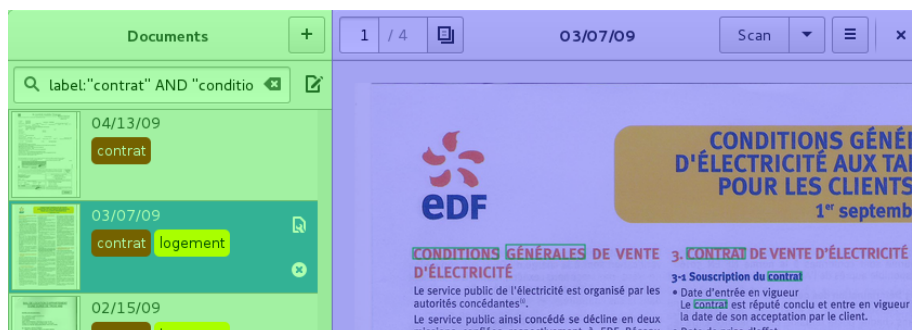 Documents
+
1 / 4
03/07/09
Scan
label:"contrat" AND "conditio
04/13/09
contrat
03/07/09
contrat logement
02/15/09
edF
CONDITIONS GÉNÉ
D'ÉLECTRICITÉ AUX TA
POUR LES CLIENTS
1er septemb
CONDITIONS GÉNÉRALES DE VENTE
D'ÉLECTRICITÉ
Le service public de l'électricité est organisé par les
autorités concédantes(1).
Le service public ainsi concédé se décline en deux
3. CONTRAT DE VENTE D'ÉLECTRICITÉ
3-1 Souscription du contrat
• Date d'entrée en vigueur
Le contrat est réputé conclu et entre en vigueur
la date de son acceptation par le client.